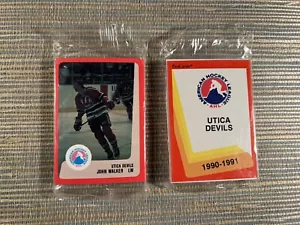 UTICA DEVILS
JOHN WALKER LW
AMERICAN HOCKEY LEAGUE
AHL
UTICA
DEVILS
1990-1991